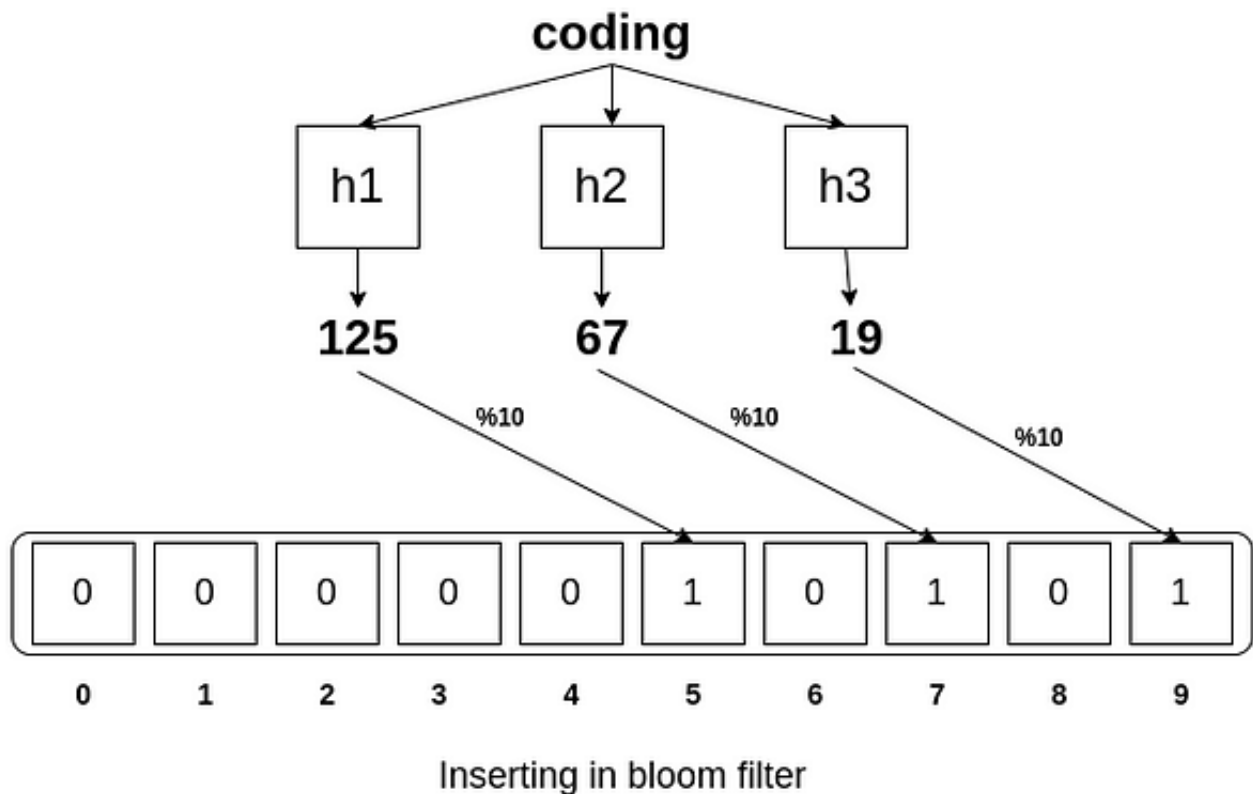 coding
h1 h2 h3
125 67 19
%10 %10 %10
0 0 0 0 0 1 0 1 0 1
0 1 2 3 4 5 6 7 8 9
Inserting in bloom filter